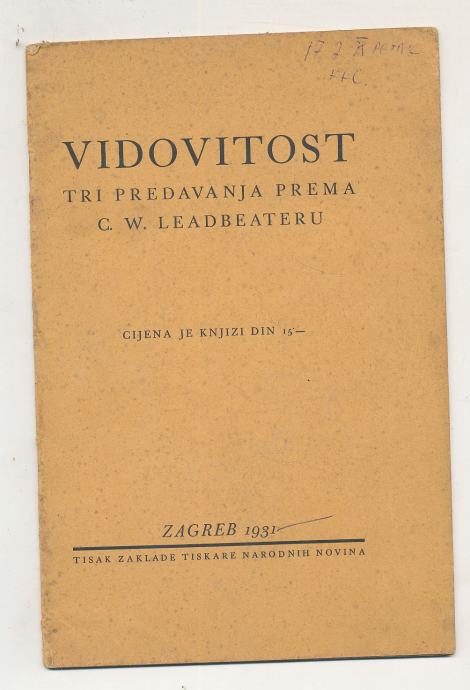 VIDOVITOST
TRI PREDAVANJA PREMA
C. W. LEADBEATERU
CIJENA JE KNJIZI DIN 15·—
ZAGREB 1931
TISAK ZAKLADE TISKARE NARODNIH NOVINA